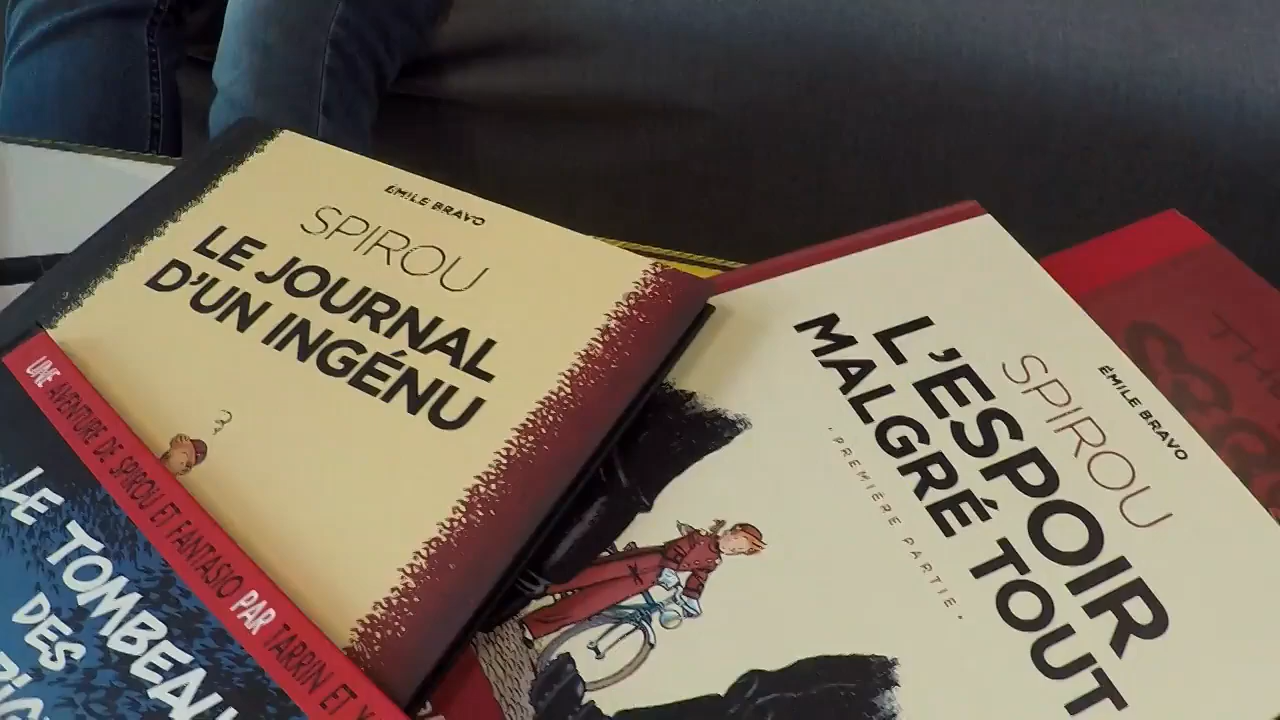 ÉMILE BRAVO
SPIROU
LE JOURNAL
D'UN INGÉNU
?
UNE AVENTURE DE SPIROU ET FANTASIO PAR TARRIN ET
LE TOMBEAU
DES
ÉMILE BRAVO
SPIROU
L'ESPOIR
MALGRÉ TOUT
• PREMIÈRE PARTIE •